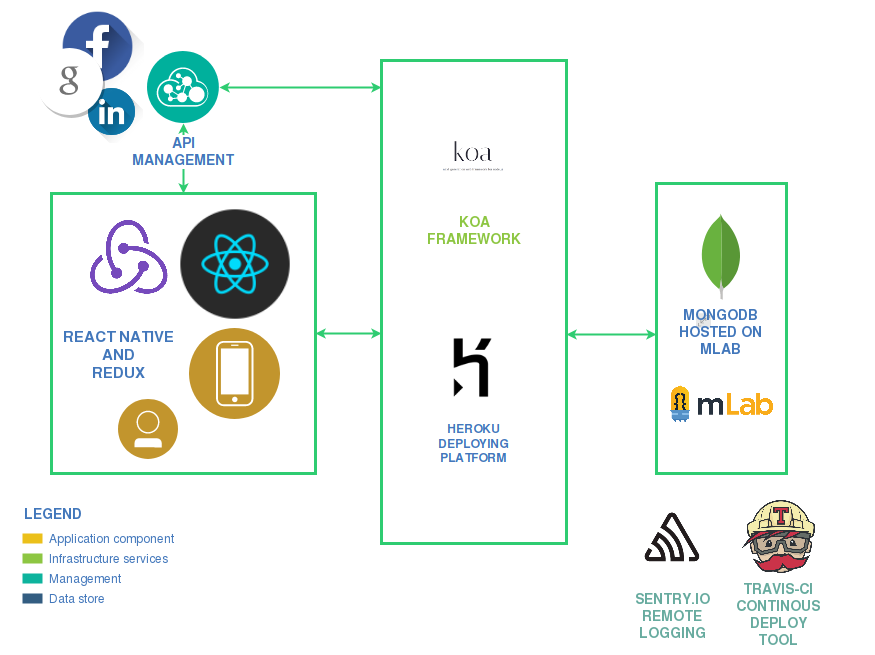 f
g
in
API
MANAGEMENT
koa
KOA
FRAMEWORK
REACT NATIVE
AND
REDUX
HEROKU
DEPLOYING
PLATFORM
MONGODB
HOSTED ON
MLAB
mLab
LEGEND
Application component
Infrastructure services
Management
Data store
T
SENTRY.IO
REMOTE
LOGGING
TRAVIS-CI
CONTINOUS
DEPLOY
TOOL